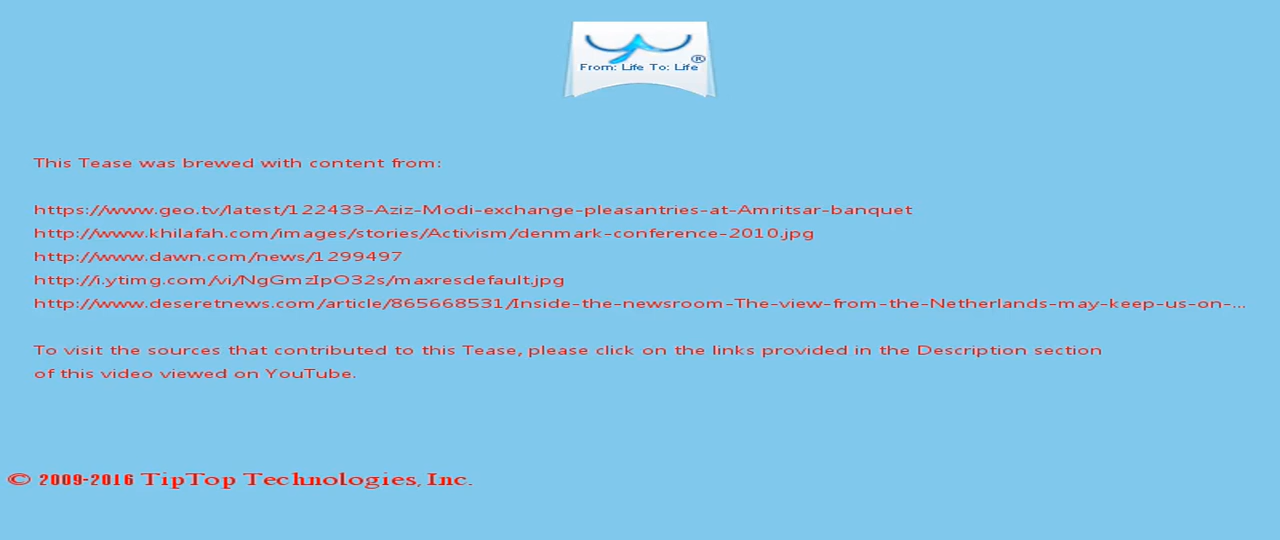 From: Life To: Life ®
This Tease was brewed with content from:
https://www.geo.tv/latest/122433-Aziz-Modi-exchange-pleasantries-at-Amritsar-banquet
http://www.khilafah.com/images/stories/Activism/denmark-conference-2010.jpg
http://www.dawn.com/news/1299497
http://i.ytimg.com/vi/NgGmzIpO32s/maxresdefault.jpg
http://www.deseretnews.com/article/865668531/Inside-the-newsroom-The-view-from-the-Netherlands-may-keep-us-on-...
To visit the sources that contributed to this Tease, please click on the links provided in the Description section
of this video viewed on YouTube.
© 2009-2016 TipTop Technologies, Inc.